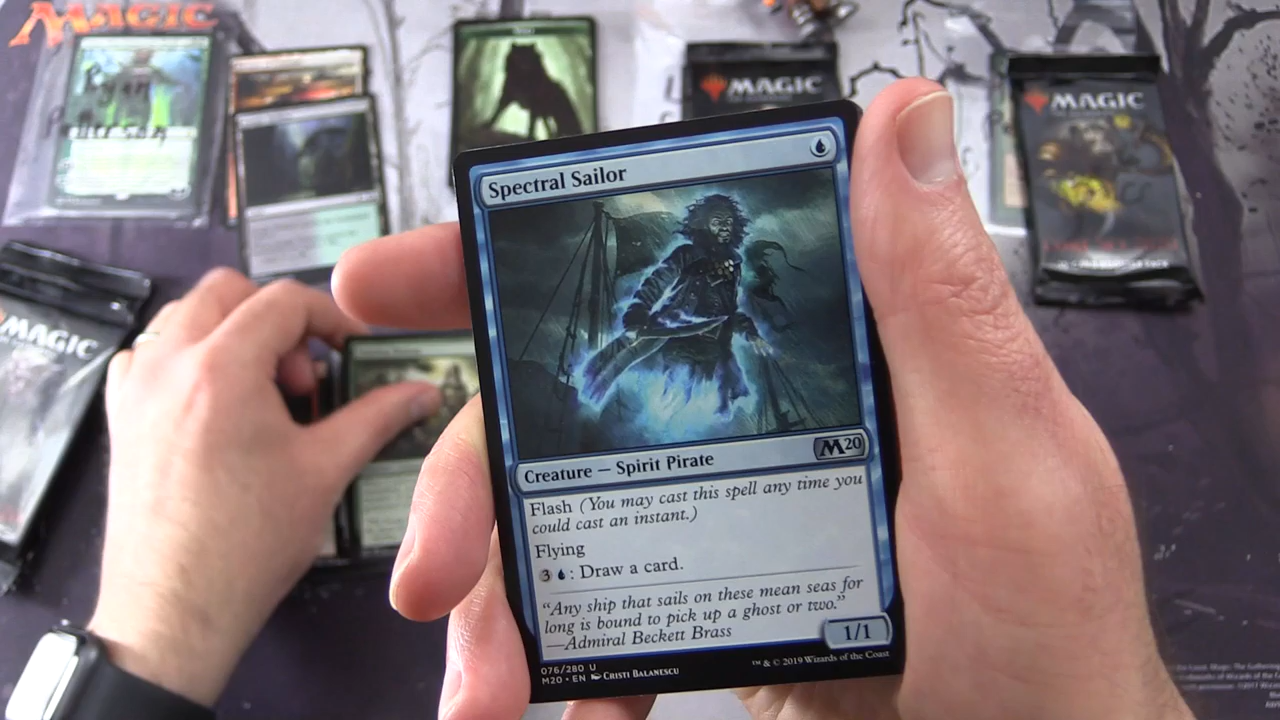 MAGIC
Ryan
MAGIC
MAGIC
MAGIC
Spectral Sailor
Creature — Spirit Pirate
M20
Flash (You may cast this spell any time you
could cast an instant.)
Flying
3 : Draw a card.
“Any ship that sails on these mean seas for
long is bound to pick up a ghost or two.”
—Admiral Beckett Brass
1/1
076/280 U
M20 • EN Cristi Balanescu
™ & © 2019 Wizards of the Coast